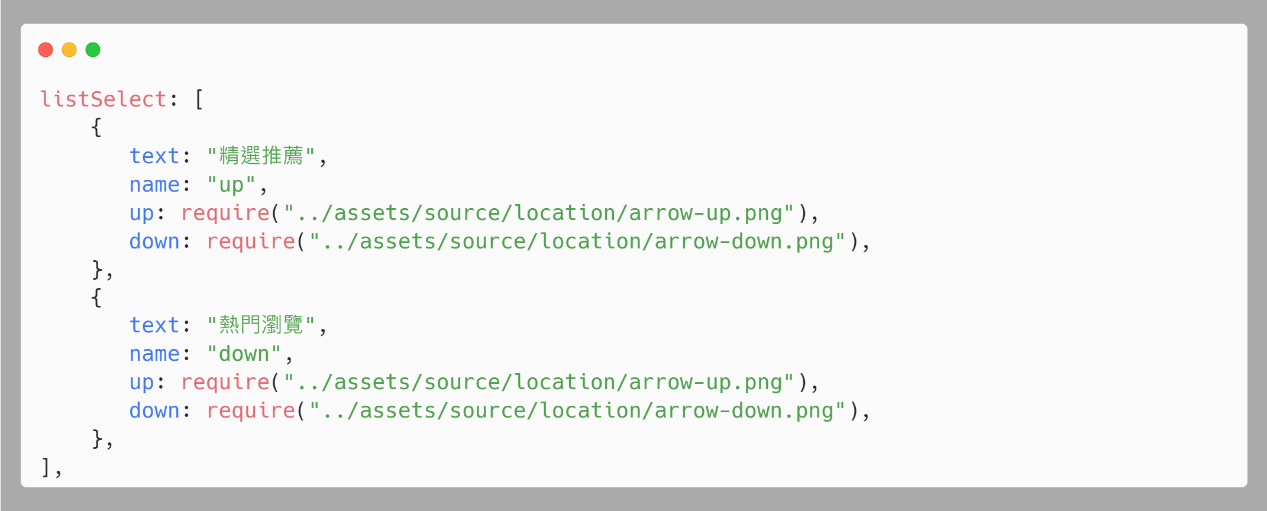 listSelect: [
    {
       text: "精選推薦",
       name: "up",
       up: require("../assets/source/location/arrow-up.png"),
       down: require("../assets/source/location/arrow-down.png"),
    },
    {
       text: "熱門瀏覽",
       name: "down",
       up: require("../assets/source/location/arrow-up.png"),
       down: require("../assets/source/location/arrow-down.png"),
    },
],